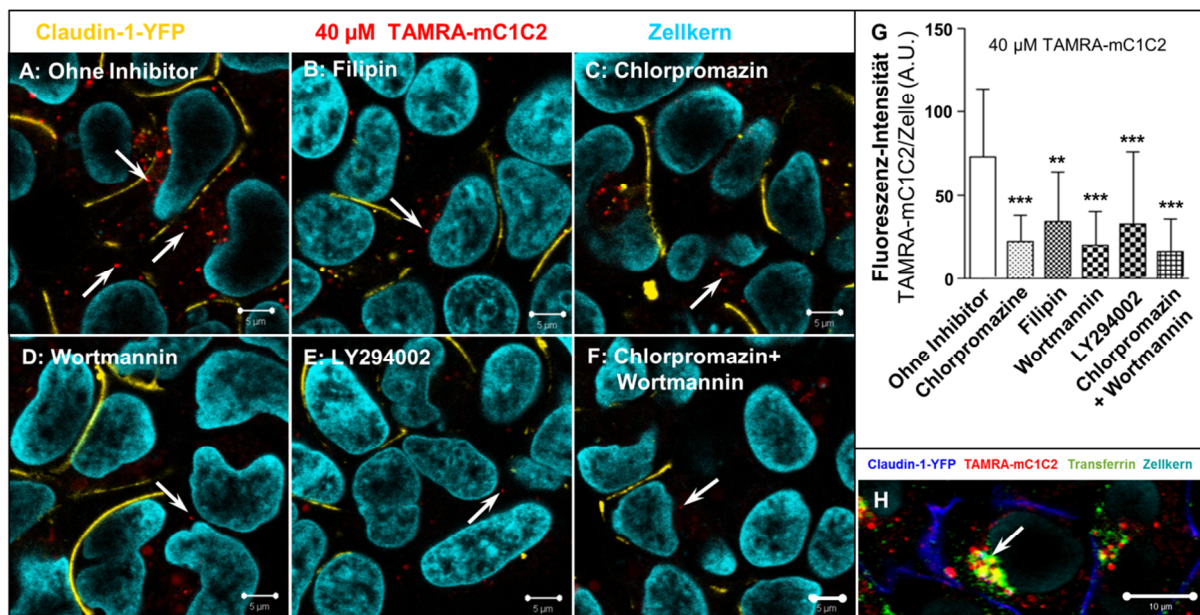 Claudin-1-YFP 40 µM TAMRA-mC1C2 Zellkern
A: Ohne Inhibitor
5 µm
B: Filipin
5 µm
C: Chlorpromazin
5 µm
D: Wortmannin
5 µm
E: LY294002
5 µm
F: Chlorpromazin+
Wortmannin
5 µm
G
40 µM TAMRA-mC1C2
Fluoreszenz-Intensität
TAMRA-mC1C2/Zelle (A.U.)
150
100
50
0
***
**
***
***
***
Ohne Inhibitor
Chlorpromazine
Filipin
Wortmannin
LY294002
Chlorpromazin
+ Wortmannin
Claudin-1-YFP TAMRA-mC1C2 Transferrin Zellkern
H
10 µm